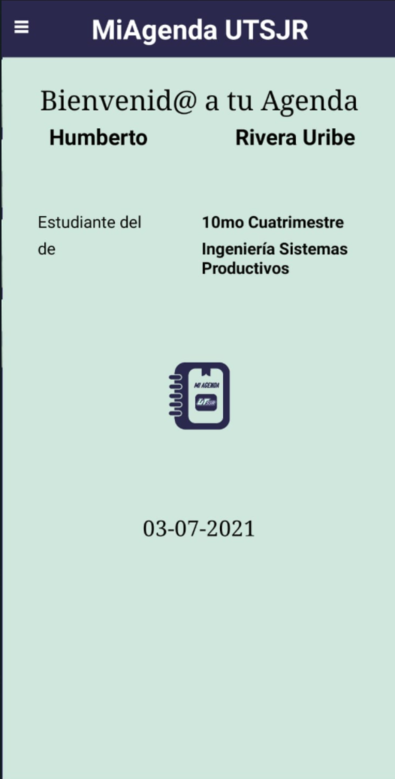 MiAgenda UTSJR
Bienvenid@ a tu Agenda
Humberto Rivera Uribe
Estudiante del 10mo Cuatrimestre
de Ingeniería Sistemas
Productivos
MI AGENDA
03-07-2021